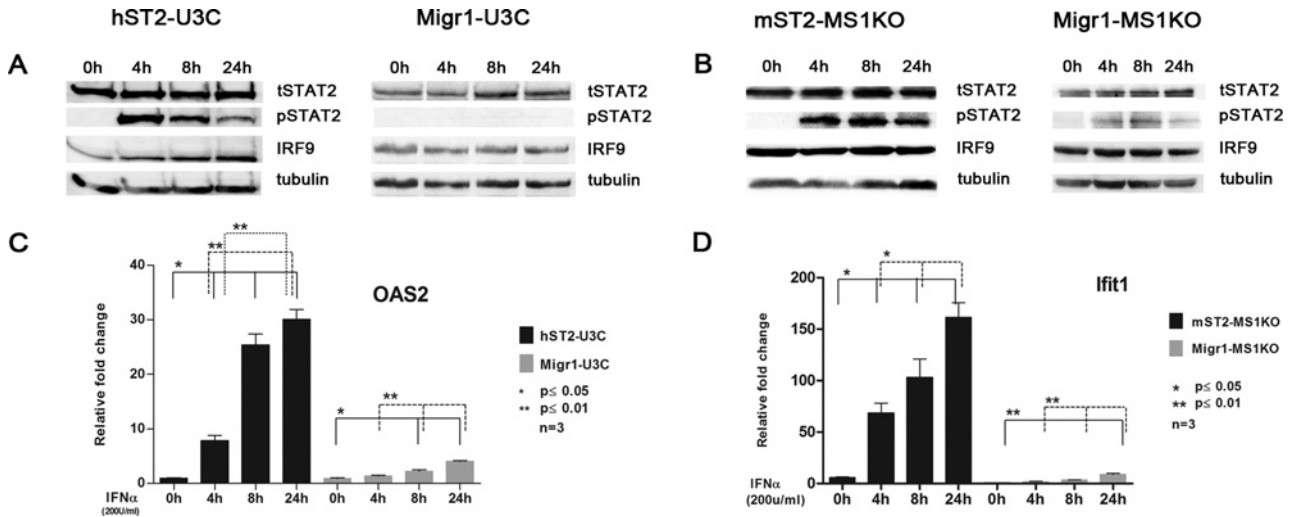 hST2-U3C Migr1-U3C mST2-MS1KO Migr1-MS1KO
A
0h 4h 8h 24h
0h 4h 8h 24h
tSTAT2 tSTAT2
pSTAT2 pSTAT2
IRF9 IRF9
tubulin tubulin
B
0h 4h 8h 24h
0h 4h 8h 24h
tSTAT2 tSTAT2
pSTAT2 pSTAT2
IRF9 IRF9
tubulin tubulin
C
OAS2
Relative fold change
40
30
20
10
0
* ** **
* **
hST2-U3C
Migr1-U3C
* p≤ 0.05
** p≤ 0.01
n=3
IFNα
(200U/ml)
0h 4h 8h 24h 0h 4h 8h 24h
D
Ifit1
Relative fold change
200
150
100
50
0
* *
** **
mST2-MS1KO
Migr1-MS1KO
* p≤ 0.05
** p≤ 0.01
n=3
IFNα
(200u/ml)
0h 4h 8h 24h 0h 4h 8h 24h